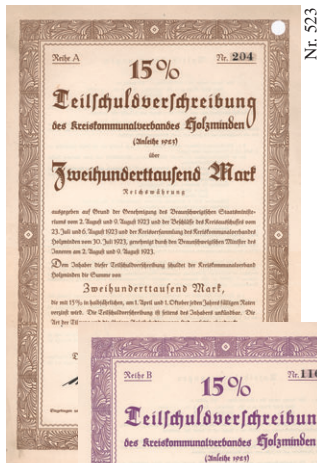 Nr. 523
Reihe A
Nr. 204
15%
Teilschuldverschreibung
des Kreiskommunalverbandes Holzminden
(Anleihe 1923)
über
Zweihunderttausend Mark
Reichswährung
ausgegeben auf Grund der Genehmigung des Braunschweigischen Staatsministe-
riums vom 2. August und 9. August 1923 und der Beschlüsse des Kreisausschusses vom
23. Juli und 6. August 1923 und der Kreisversammlung des Kreiskommunalverbandes
Holzminden vom 30. Juli 1923, genehmigt durch den Braunschweigischen Minister des
Innern am 2. August und 9. August 1923.
Dem Inhaber dieser Teilschuldverschreibung schuldet der Kreiskommunalverband
Holzminden die Summe von
Zweihunderttausend Mark,
die mit 15% in halbjährlichen, am 1. April und 1. Oktober jeden Jahres fälligen Raten
verzinst wird. Die Teilschuldverschreibung ist seitens des Inhabers unkündbar. Die
Art der
Reihe B
15%
Teilschuldverschreibun
des Kreiskommunalverbandes Holzminden
(Anleihe 1923)